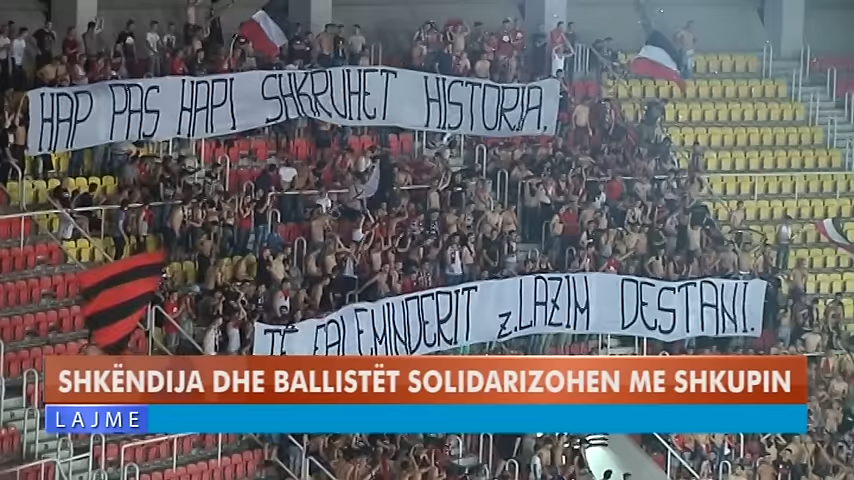 HAP PAS HAPI SHKRUHET HISTORIA,
TË FALEMINDERIT z.LAZIM DESTANI.
SHKËNDIJA DHE BALLISTËT SOLIDARIZOHEN ME SHKUPIN
LAJME